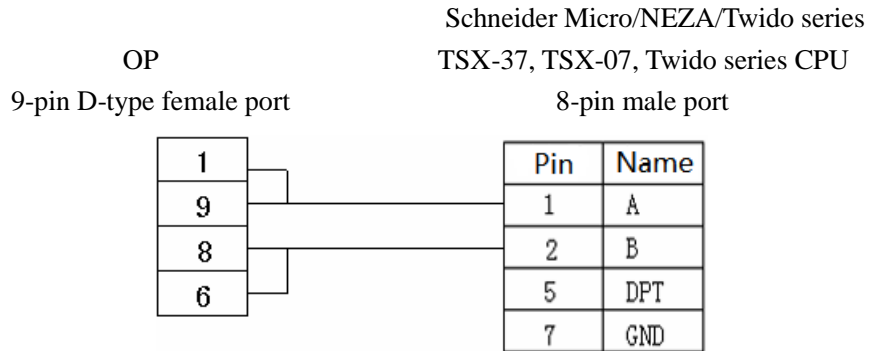 Schneider Micro/NEZA/Twido series
OP TSX-37, TSX-07, Twido series CPU
9-pin D-type female port 8-pin male port
1 Pin Name
9 1 A
8 2 B
6 5 DPT
7 GND